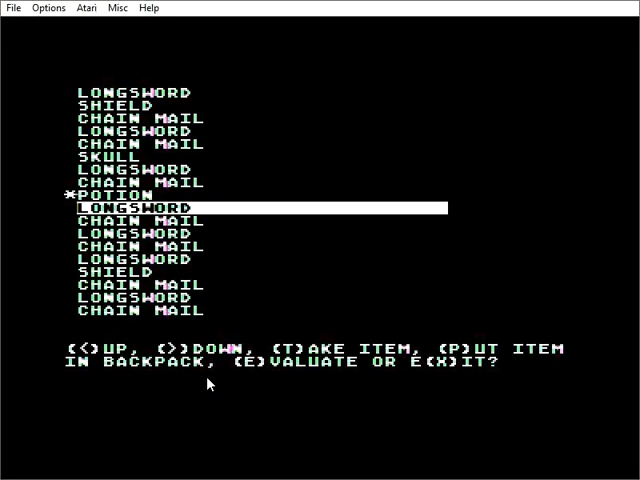 File Options Atari Misc Help
LONGSWORD
SHIELD
CHAIN MAIL
LONGSWORD
CHAIN MAIL
SKULL
LONGSWORD
CHAIN MAIL
*POTION
LONGSWORD
CHAIN MAIL
LONGSWORD
CHAIN MAIL
LONGSWORD
SHIELD
CHAIN MAIL
LONGSWORD
CHAIN MAIL
(<)UP, (>)DOWN, (T)AKE ITEM, (P)UT ITEM
IN BACKPACK, (E)VALUATE OR E(X)IT?